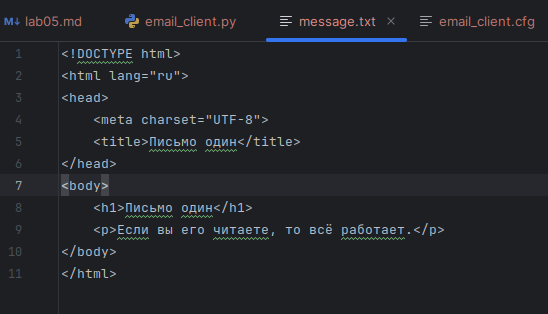 lab05.md email_client.py message.txt email_client.cfg
1 <!DOCTYPE html>
2 <html lang="ru">
3 <head>
4 <meta charset="UTF-8">
5 <title>Письмо один</title>
6 </head>
7 <body>
8 <h1>Письмо один</h1>
9 <p>Если вы его читаете, то всё работает.</p>
10 </body>
11 </html>